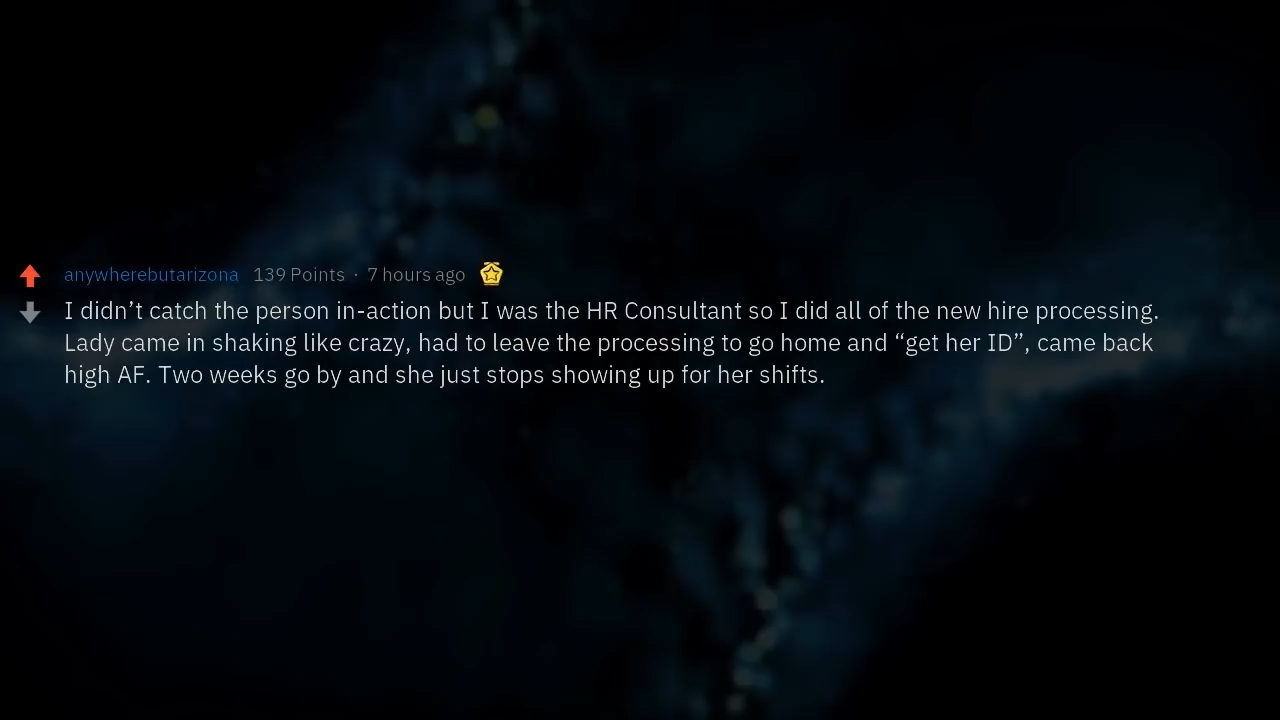 anywherebutarizona 139 Points · 7 hours ago
I didn’t catch the person in-action but I was the HR Consultant so I did all of the new hire processing.
Lady came in shaking like crazy, had to leave the processing to go home and “get her ID”, came back
high AF. Two weeks go by and she just stops showing up for her shifts.